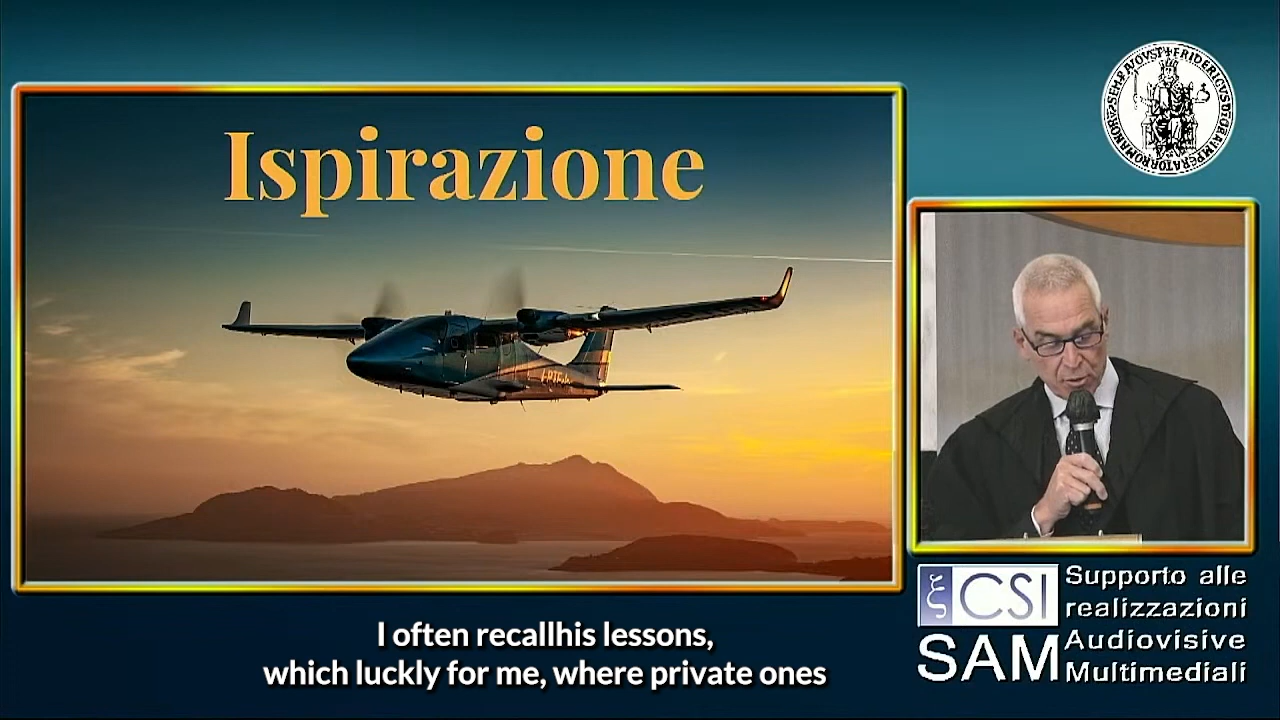 Ispirazione
I often recallhis lessons,
which luckly for me, where private ones
CSI
SAM
Supporto alle
realizzazioni
Audiovisive
Multimediali